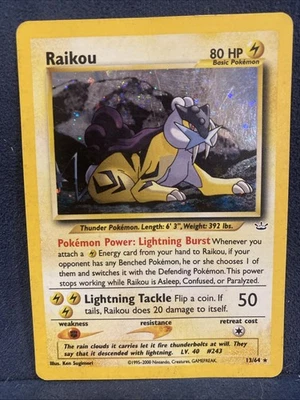 Raikou
80 HP
Basic Pokémon
Thunder Pokémon. Length: 6' 3", Weight: 392 lbs.
Pokémon Power: Lightning Burst Whenever you
attach a Energy card from your hand to Raikou, if your
opponent has any Benched Pokémon, he or she chooses 1 of
them and switches it with the Defending Pokémon. This power
stops working while Raikou is Asleep, Confused, or Paralyzed.
Lightning Tackle Flip a coin. If
tails, Raikou does 20 damage to itself.
50
weakness
resistance
retreat cost
The rain clouds it carries let it fire thunderbolts at will. They
say that it descended with lightning. LV. 40 #243
Illus. Ken Sugimori
©1995-2000 Nintendo, Creatures, GAMEFREAK.
13/64